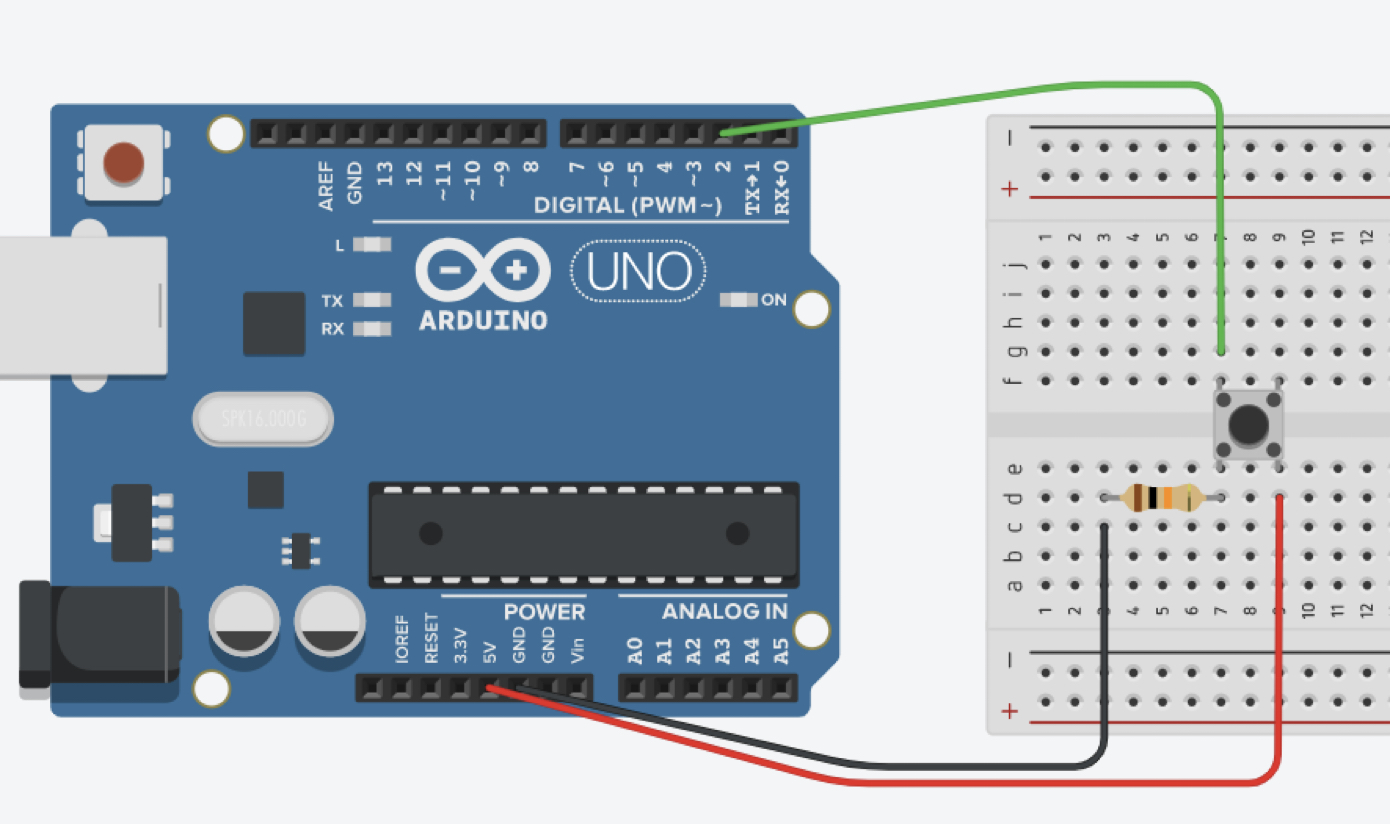 AREF GND 13 12 ~11 ~10 ~9 8 7 ~6 ~5 4 ~3 2 TX→1 RX←0
DIGITAL (PWM~)
L
TX
RX
- +
ARDUINO
UNO
ON
SPK16.000G
POWER
ANALOG IN
IOREF RESET 3.3V 5V GND GND Vin A0 A1 A2 A3 A4 A5
-
+
1 2 3 4 5 6 7 8 9 10 11 12
j
i
h
g
f
e
d
c
b
a
1 2 3 4 5 6 7 8 9 10 11 12
-
+